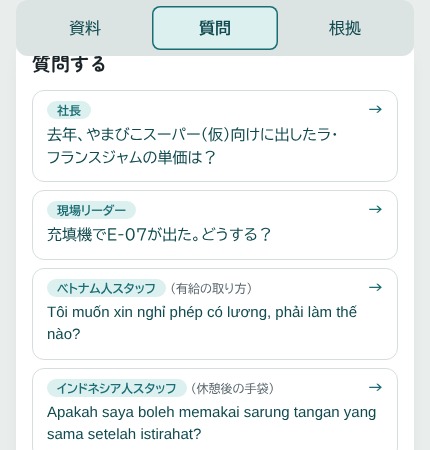 資料
質問
根拠
質問する
社長
→
去年、やまびこスーパー（仮）向けに出したラ・
フランスジャムの単価は？
現場リーダー
→
充填機でE-07が出た。どうする？
ベトナム人スタッフ （有給の取り方）
→
Tôi muốn xin nghỉ phép có lương, phải làm thế
nào?
インドネシア人スタッフ （休憩後の手袋）
→
Apakah saya boleh memakai sarung tangan yang
sama setelah istirahat?